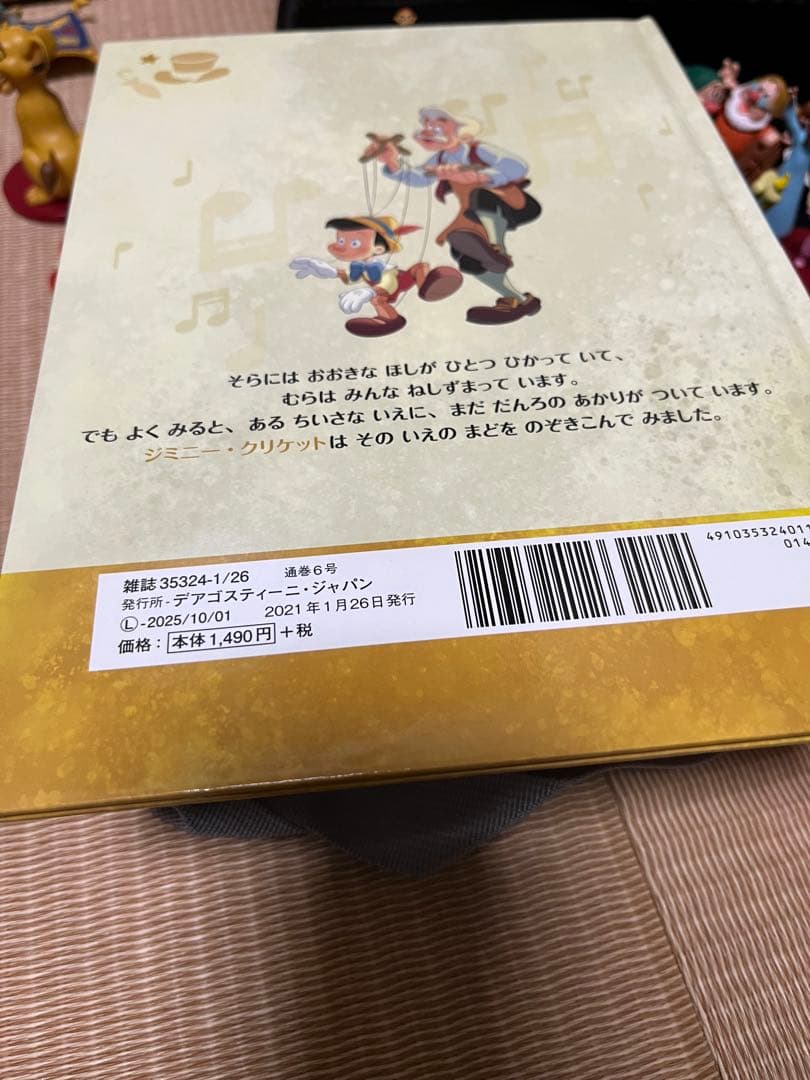 そらには おおきな ほしが ひとつ ひかって いて、
むらは みんな ねしずまって います。
でも よく みると、ある ちいさな いえに、まだ だんろの あかりが ついて います。
ジミニー・クリケットは その いえの まどを のぞきこんで みました。
雑誌 35324-1/26 通巻6号
発行所-デアゴスティーニ・ジャパン
Ⓛ-2025/10/01 2021年1月26日発行
価格：本体1,490円+税
49103532401
014